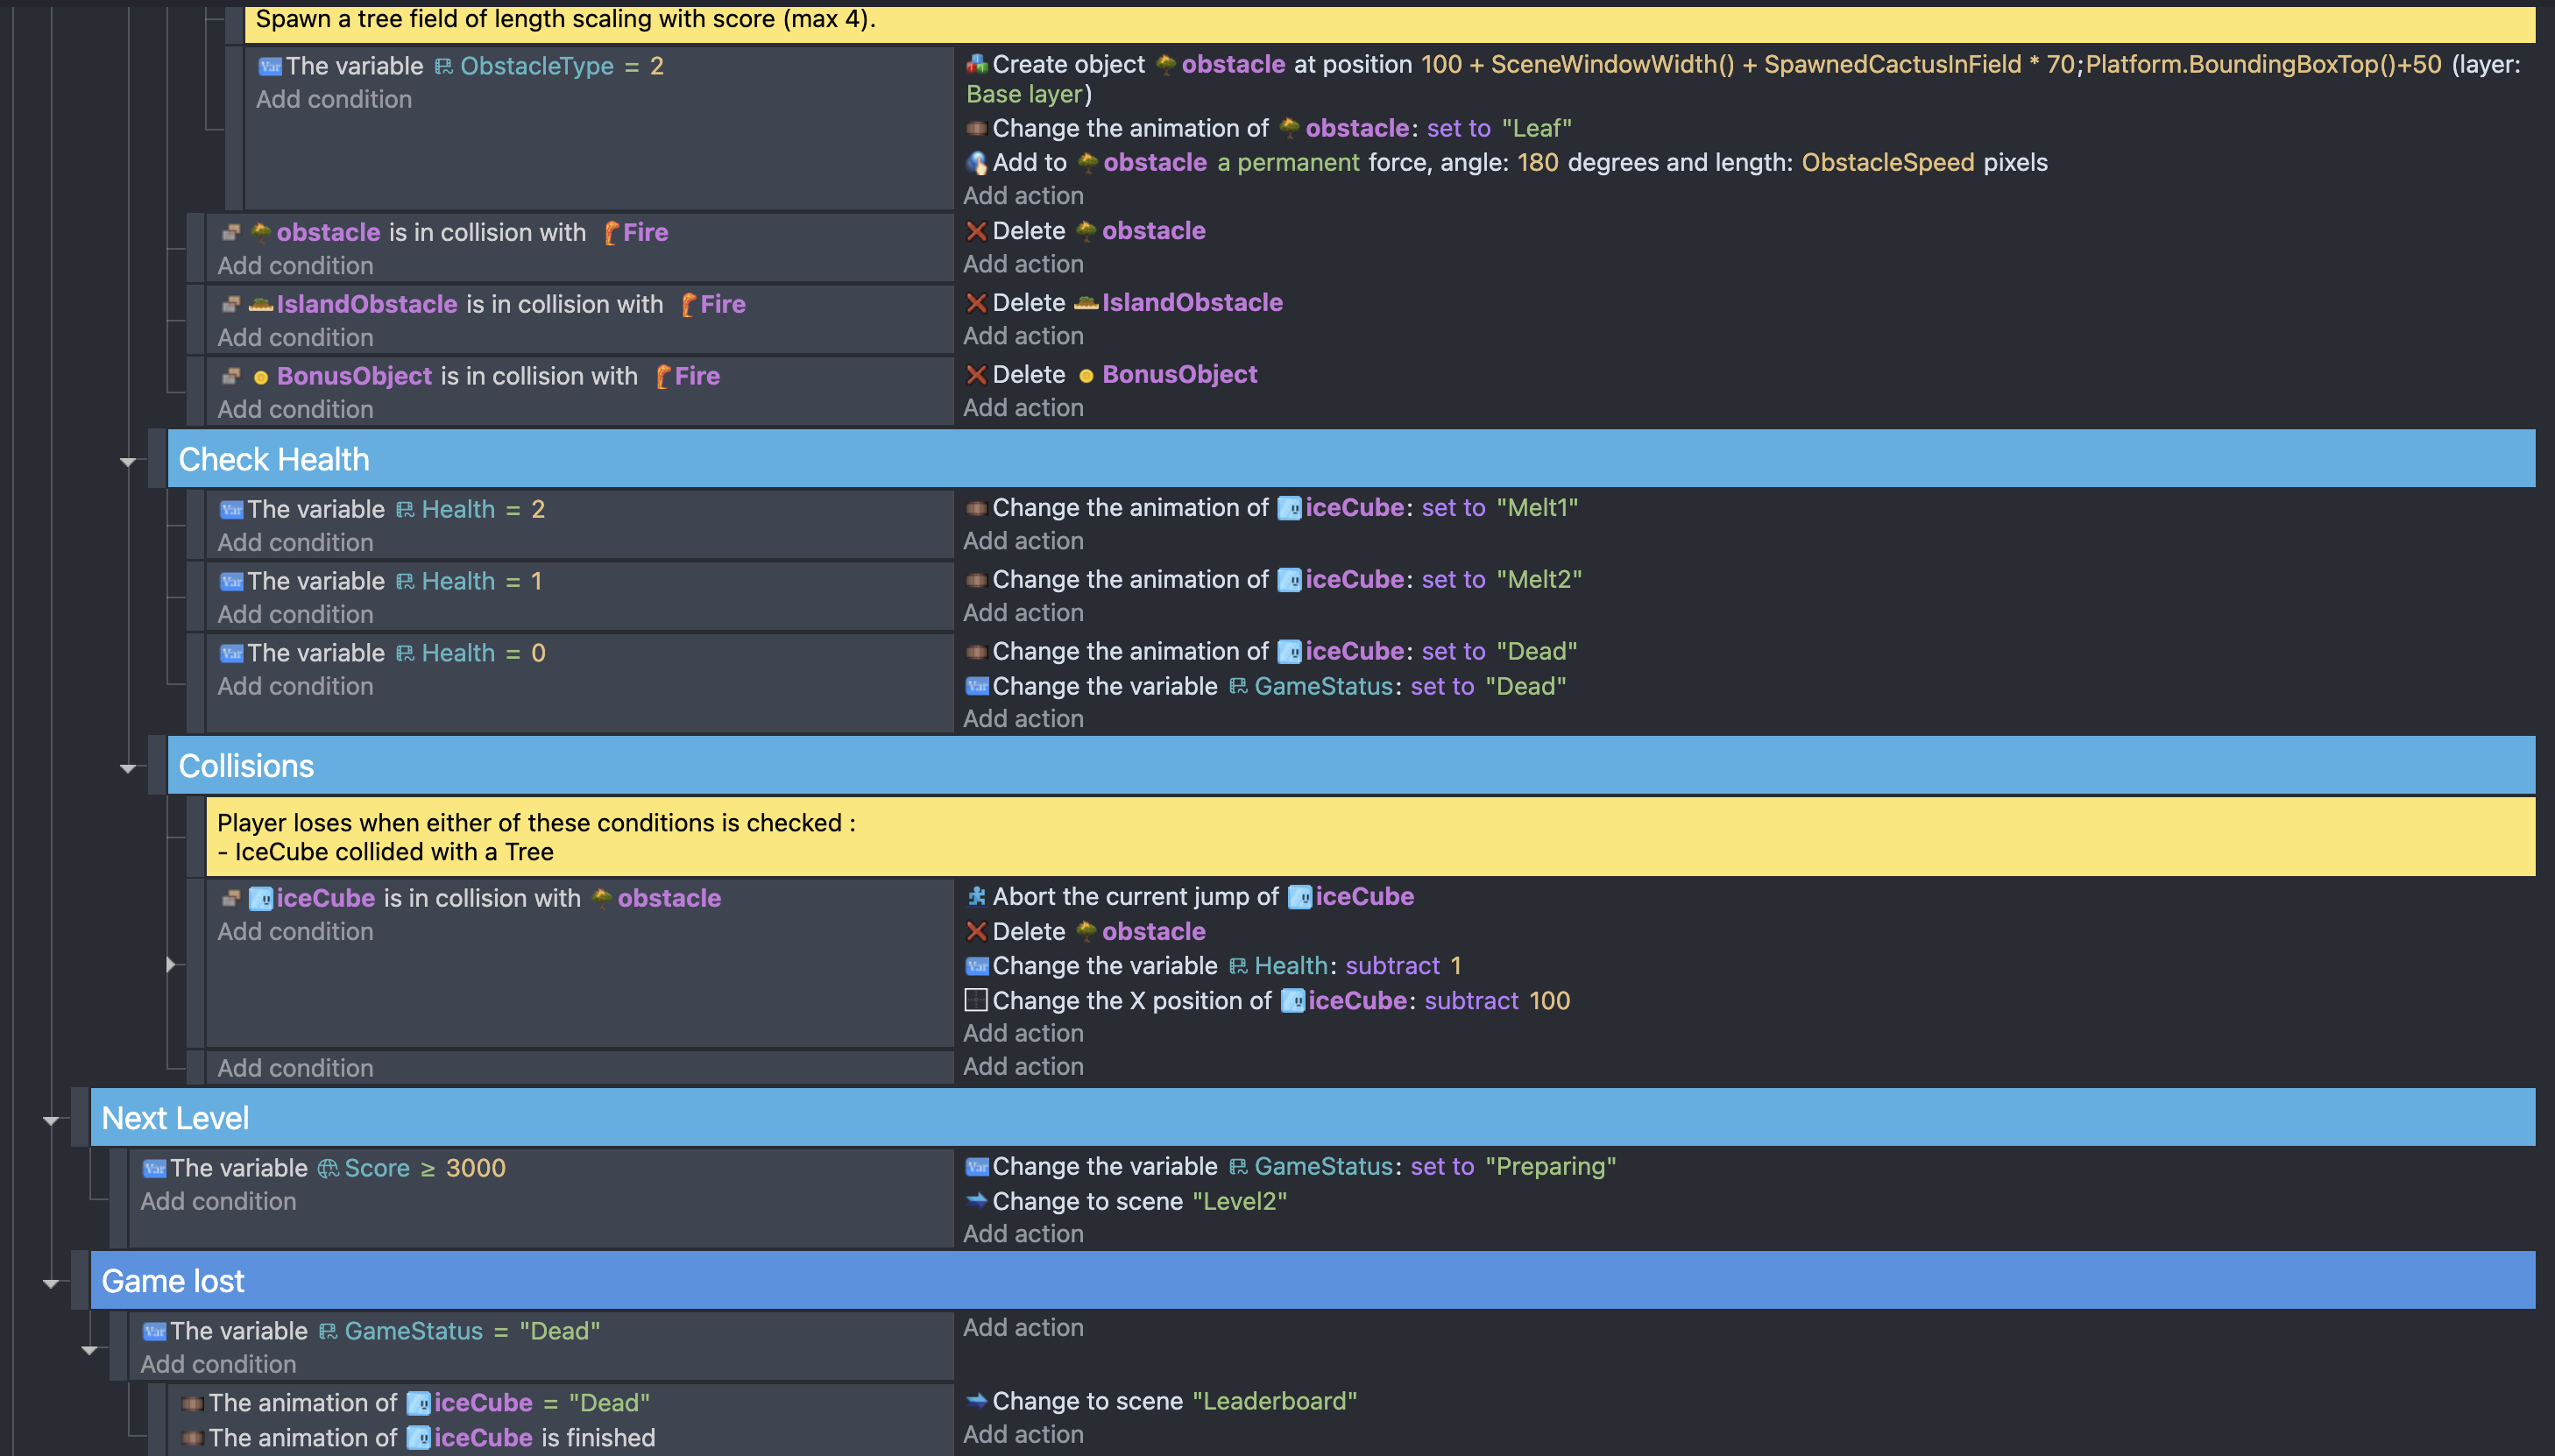 Spawn a tree field of length scaling with score (max 4).
The variable ObstacleType = 2
Add condition
Create object obstacle at position 100 + SceneWindowWidth() + SpawnedCactusInField * 70;Platform.BoundingBoxTop()+50 (layer:
Base layer)
Change the animation of obstacle: set to "Leaf"
Add to obstacle a permanent force, angle: 180 degrees and length: ObstacleSpeed pixels
Add action
obstacle is in collision with Fire
Add condition
Delete obstacle
Add action
IslandObstacle is in collision with Fire
Add condition
Delete IslandObstacle
Add action
BonusObject is in collision with Fire
Add condition
Delete BonusObject
Add action
Check Health
Var The variable Health = 2
Add condition
Change the animation of iceCube: set to "Melt1"
Add action
Var The variable Health = 1
Add condition
Change the animation of iceCube: set to "Melt2"
Add action
Var The variable Health = 0
Add condition
Change the animation of iceCube: set to "Dead"
Var Change the variable GameStatus: set to "Dead"
Add action
Collisions
Player loses when either of these conditions is checked :
- IceCube collided with a Tree
iceCube is in collision with obstacle
Add condition
Abort the current jump of iceCube
Delete obstacle
Var Change the variable Health: subtract 1
Change the X position of iceCube: subtract 100
Add action
Add condition
Add action
Next Level
Var The variable Score ≥ 3000
Add condition
Var Change the variable GameStatus: set to "Preparing"
Change to scene "Level2"
Add action
Game lost
Var The variable GameStatus = "Dead"
Add condition
Add action
The animation of iceCube = "Dead"
The animation of iceCube is finished
Change to scene "Leaderboard"
Add action